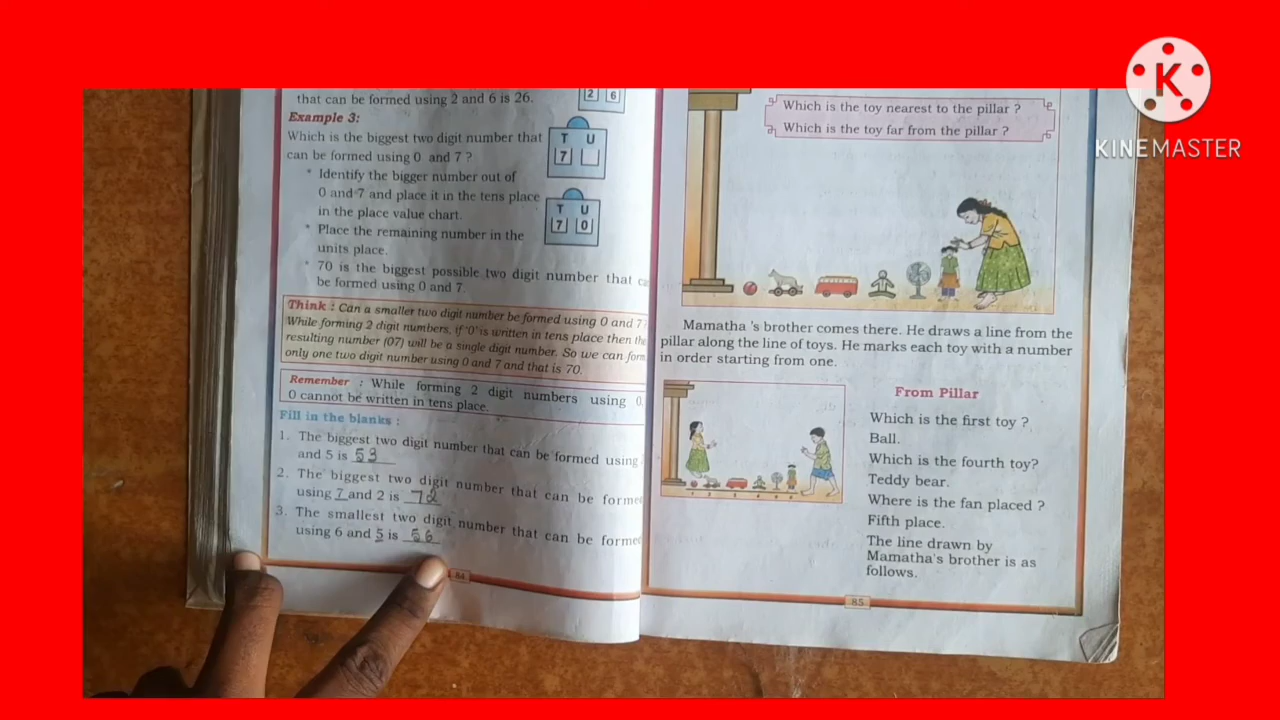 that can be formed using 2 and 6 is 26.
2 6
Example 3:
Which is the biggest two digit number that
can be formed using 0 and 7 ?
T U
7
* Identify the bigger number out of
0 and 7 and place it in the tens place
in the place value chart.
T U
7 0
* Place the remaining number in the
units place.
* 70 is the biggest possible two digit number that
be formed using 0 and 7.
Think : Can a smaller two digit number be formed using 0 and 7?
While forming 2 digit numbers, if '0' is written in tens place then the
resulting number (07) will be a single digit number. So we can form
only one two digit number using 0 and 7 and that is 70.
Remember : While forming 2 digit numbers using 0,
0 cannot be written in tens place.
Fill in the blanks :
1. The biggest two digit number that can be formed using
and 5 is 53
2. The biggest two digit number that can be forme
using 7 and 2 is 72
3. The smallest two digit number that can be forme
using 6 and 5 is 56
84
Which is the toy nearest to the pillar ?
Which is the toy far from the pillar ?
Mamatha 's brother comes there. He draws a line from the
pillar along the line of toys. He marks each toy with a number
in order starting from one.
1 2 3 4 5 6
From Pillar
Which is the first toy ?
Ball.
Which is the fourth toy?
Teddy bear.
Where is the fan placed ?
Fifth place.
The line drawn by
Mamatha's brother is as
follows.
85
K
KINEMASTER